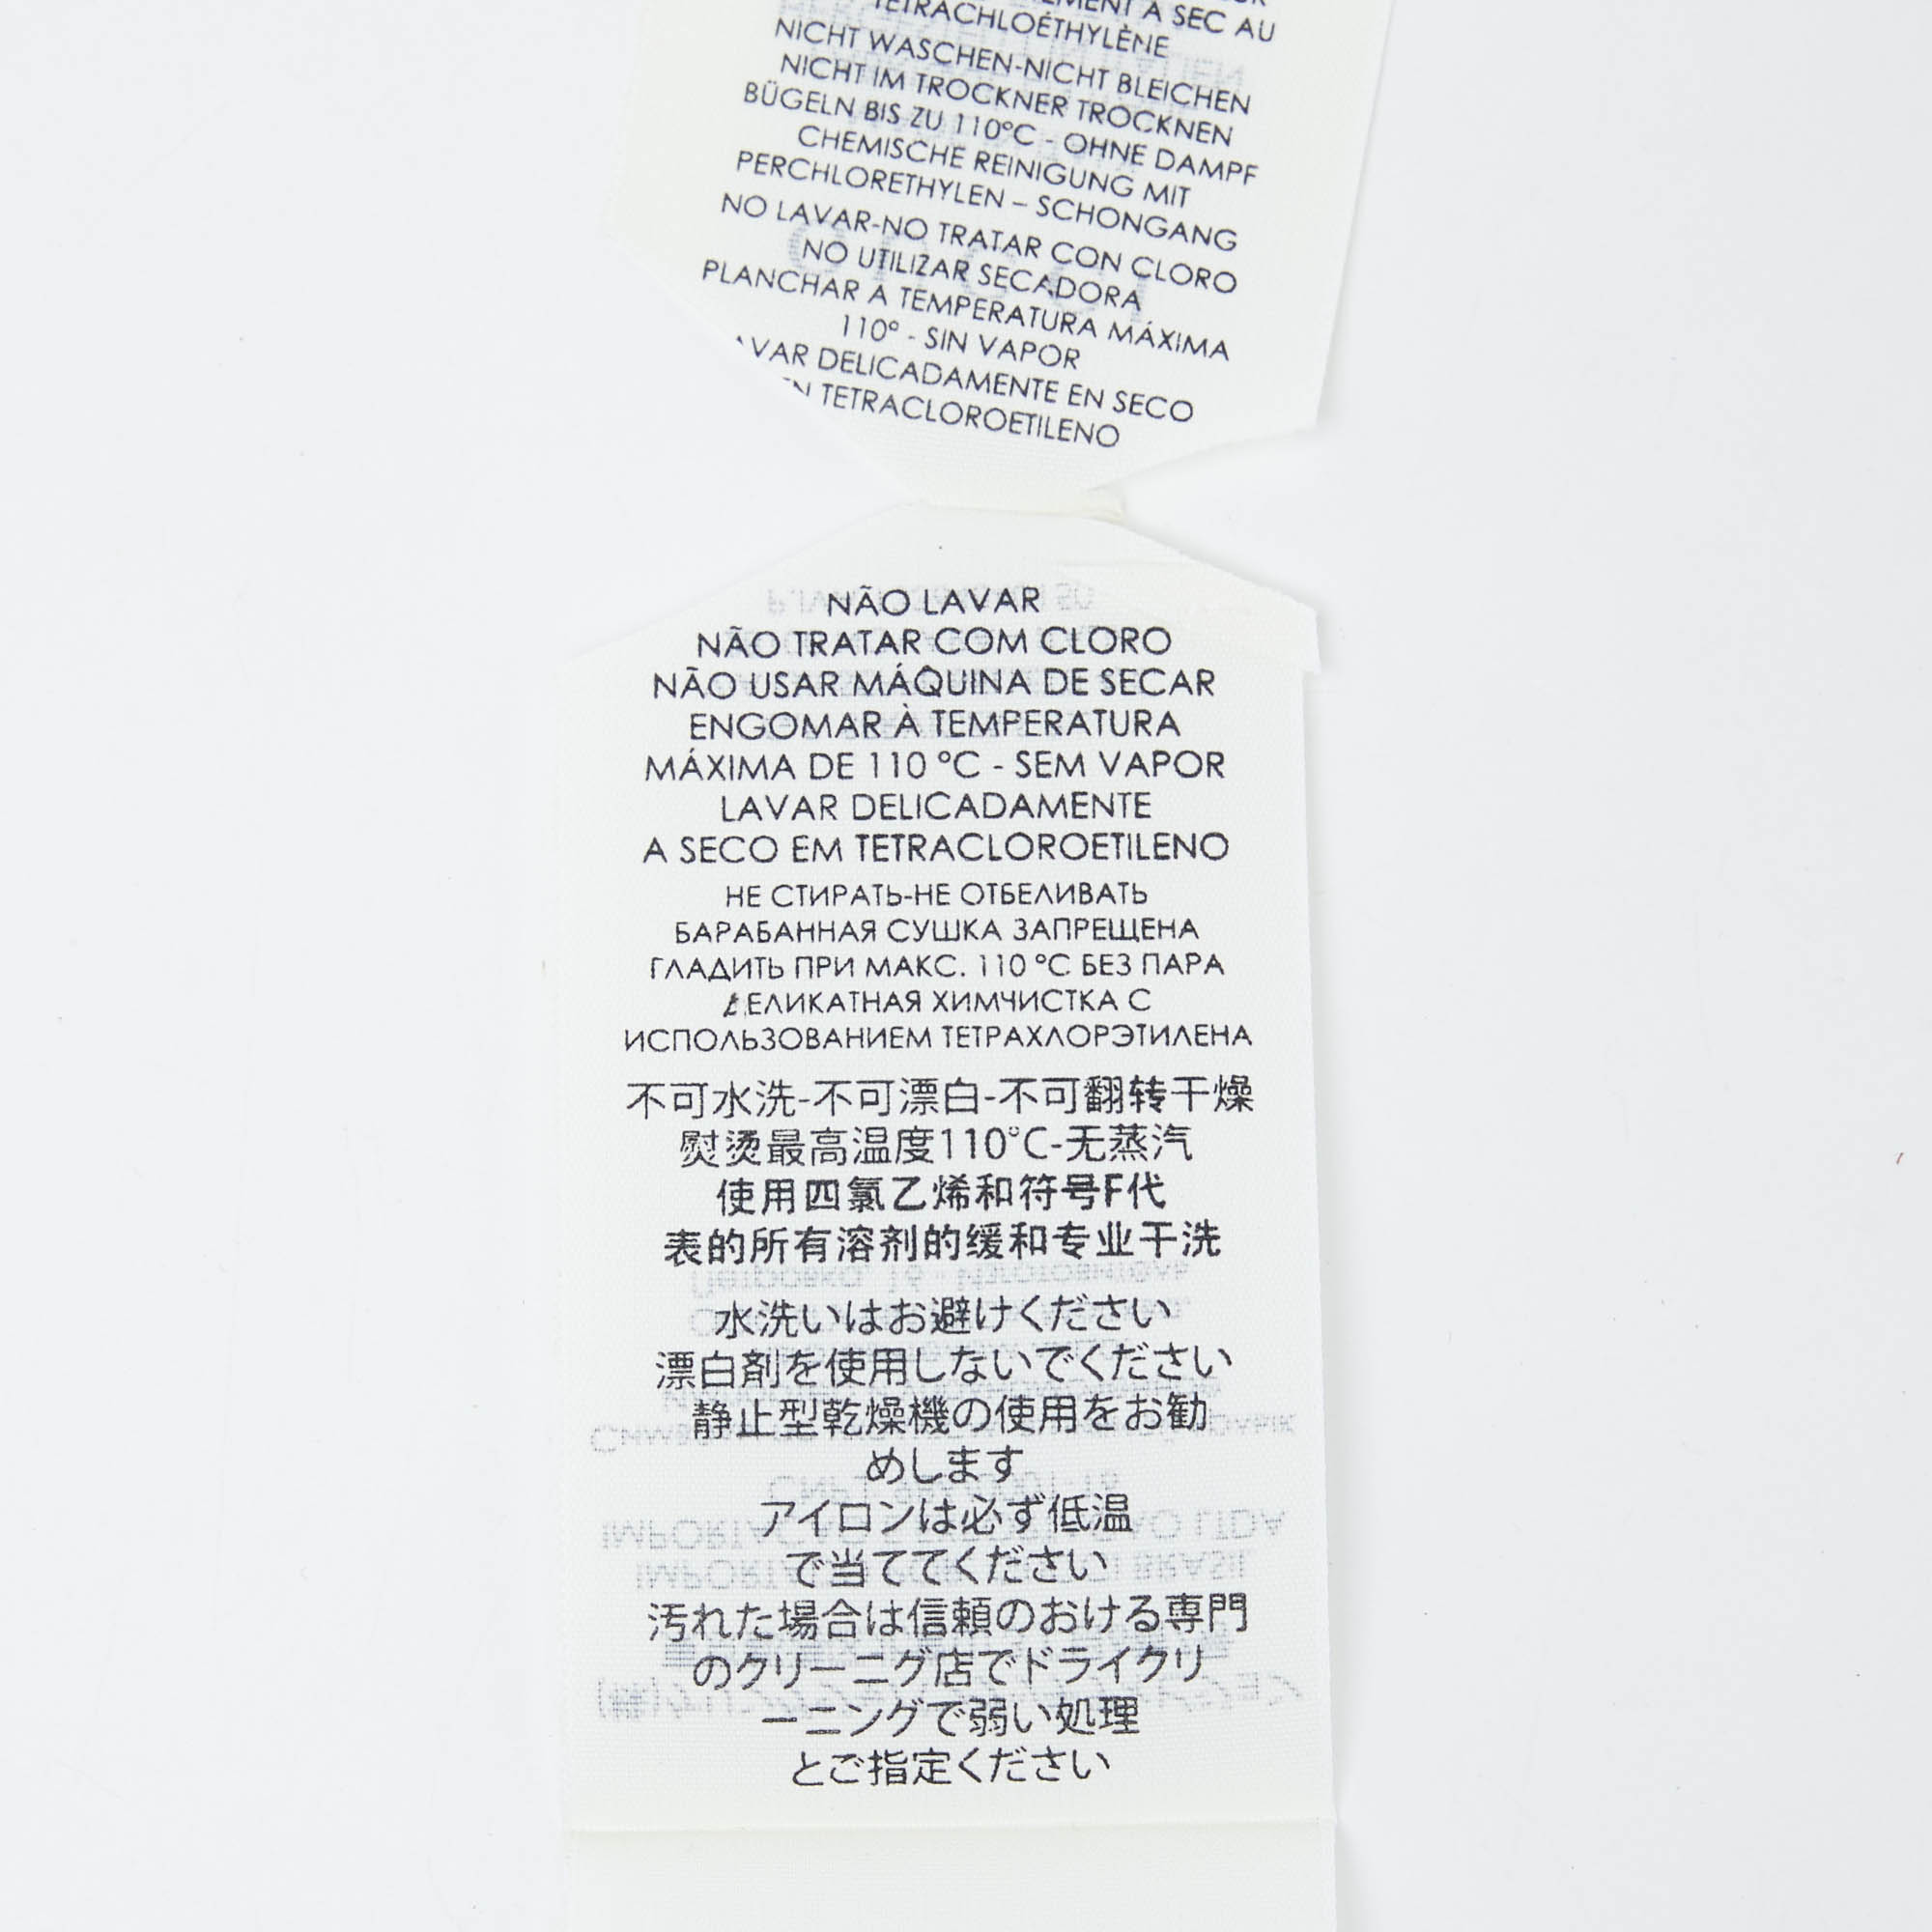 MENT A SEC AU
TETRACHLOÉTHYLÈNE
NICHT WASCHEN-NICHT BLEICHEN
NICHT IM TROCKNER TROCKNEN
BÜGELN BIS ZU 110°C - OHNE DAMPF
CHEMISCHE REINIGUNG MIT
PERCHLORETHYLEN – SCHONGANG
NO LAVAR-NO TRATAR CON CLORO
NO UTILIZAR SECADORA
PLANCHAR A TEMPERATURA MÁXIMA
110° - SIN VAPOR
AVAR DELICADAMENTE EN SECO
EN TETRACLOROETILENO
NÃO LAVAR
NÃO TRATAR COM CLORO
NÃO USAR MÁQUINA DE SECAR
ENGOMAR À TEMPERATURA
MÁXIMA DE 110 °C - SEM VAPOR
LAVAR DELICADAMENTE
A SECO EM TETRACLOROETILENO
НЕ СТИРАТЬ-НЕ ОТБЕЛИВАТЬ
БАРАБАННАЯ СУШКА ЗАПРЕЩЕНА
ГЛАДИТЬ ПРИ МАКС. 110 °C БЕЗ ПАРА
ДЕЛИКАТНАЯ ХИМЧИСТКА С
ИСПОЛЬЗОВАНИЕМ ТЕТРАХЛОРЭТИЛЕНА
不可水洗-不可漂白-不可翻转干燥
熨烫最高温度110°C-无蒸汽
使用四氯乙烯和符号F代
表的所有溶剂的缓和专业干洗
水洗いはお避けください
漂白剤を使用しないでください
静止型乾燥機の使用をお勧
めします
アイロンは必ず低温
で当ててください
汚れた場合は信頼のおける専門
のクリーニング店でドライクリ
ーニングで弱い処理
とご指定ください